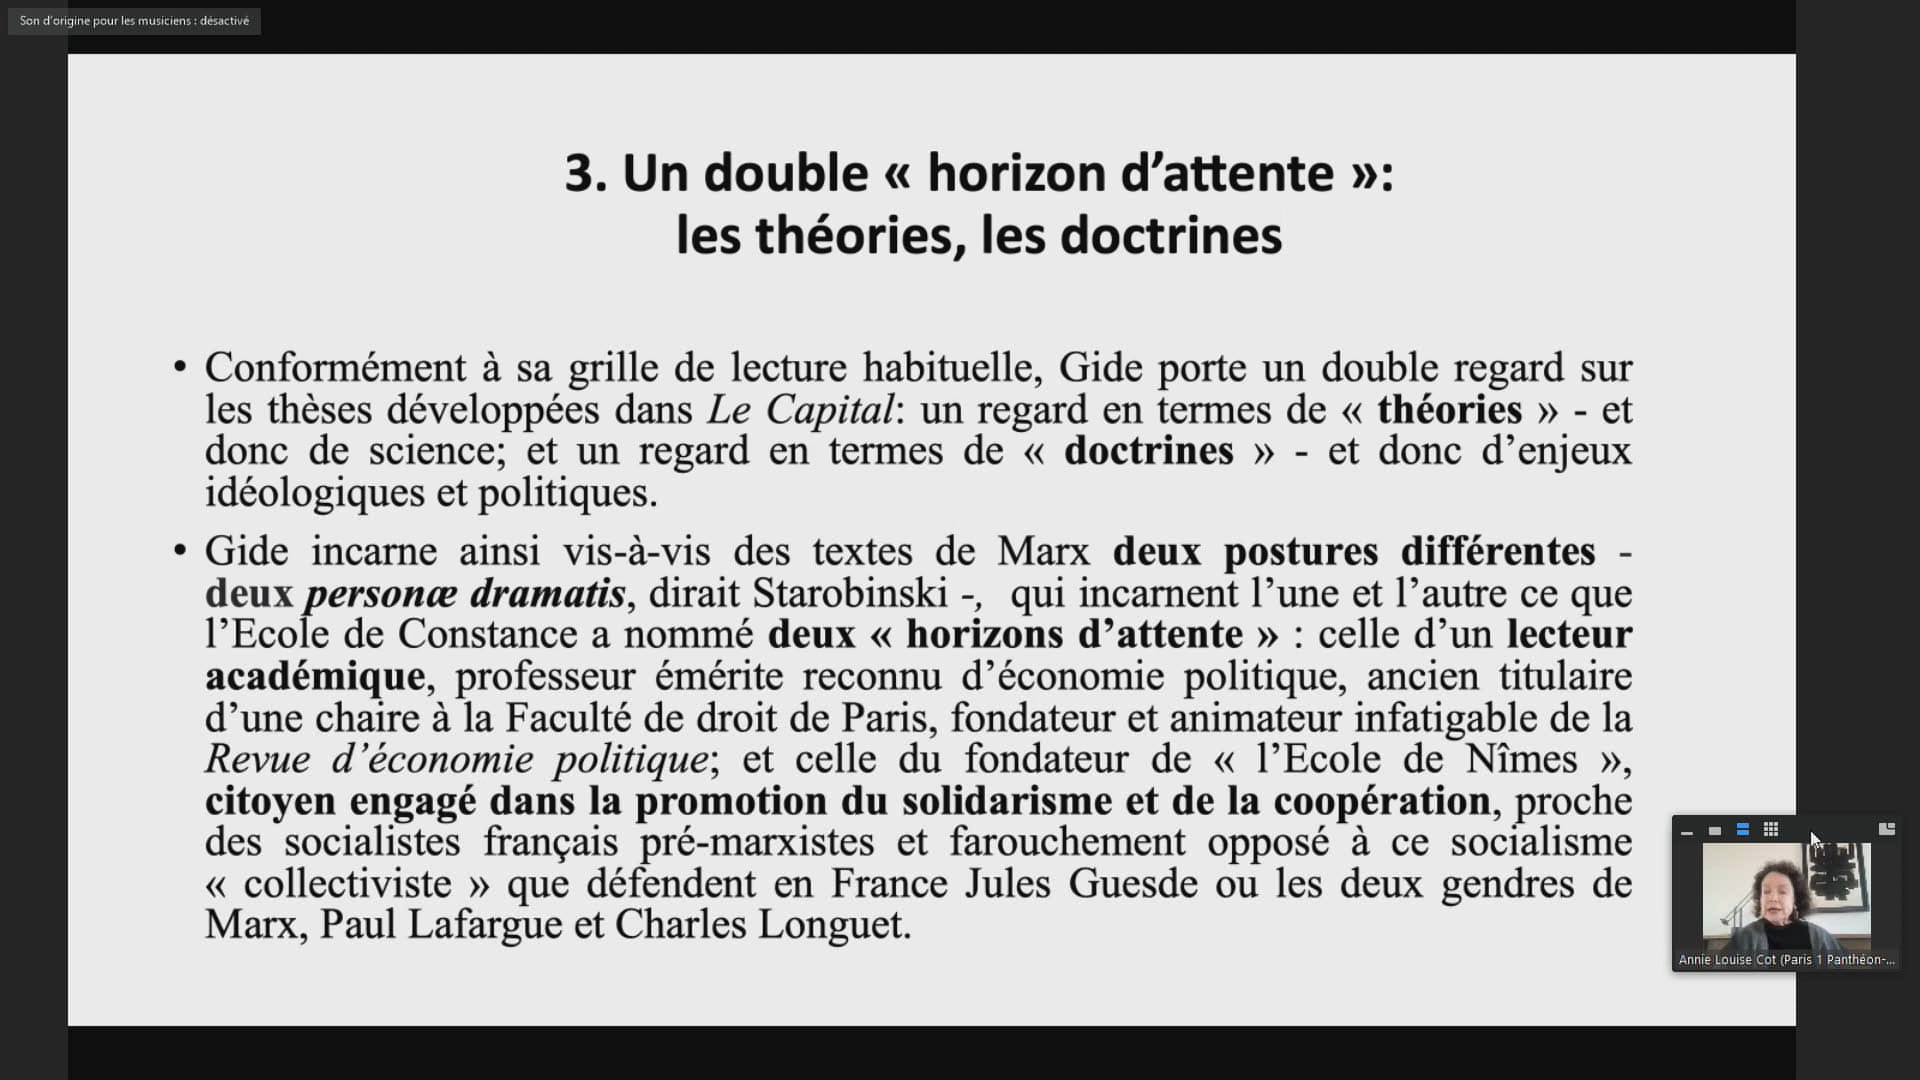 Son d'origine pour les musiciens : désactivé
3. Un double « horizon d’attente »:
les théories, les doctrines
• Conformément à sa grille de lecture habituelle, Gide porte un double regard sur
les thèses développées dans Le Capital: un regard en termes de « théories » - et
donc de science; et un regard en termes de « doctrines » - et donc d’enjeux
idéologiques et politiques.
• Gide incarne ainsi vis-à-vis des textes de Marx deux postures différentes -
deux personæ dramatis, dirait Starobinski -, qui incarnent l’une et l’autre ce que
l’Ecole de Constance a nommé deux « horizons d’attente » : celle d’un lecteur
académique, professeur émérite reconnu d’économie politique, ancien titulaire
d’une chaire à la Faculté de droit de Paris, fondateur et animateur infatigable de la
Revue d’économie politique; et celle du fondateur de « l’Ecole de Nîmes »,
citoyen engagé dans la promotion du solidarisme et de la coopération, proche
des socialistes français pré-marxistes et farouchement opposé à ce socialisme
« collectiviste » que défendent en France Jules Guesde ou les deux gendres de
Marx, Paul Lafargue et Charles Longuet.
Annie Louise Cot (Paris 1 Panthéon-...